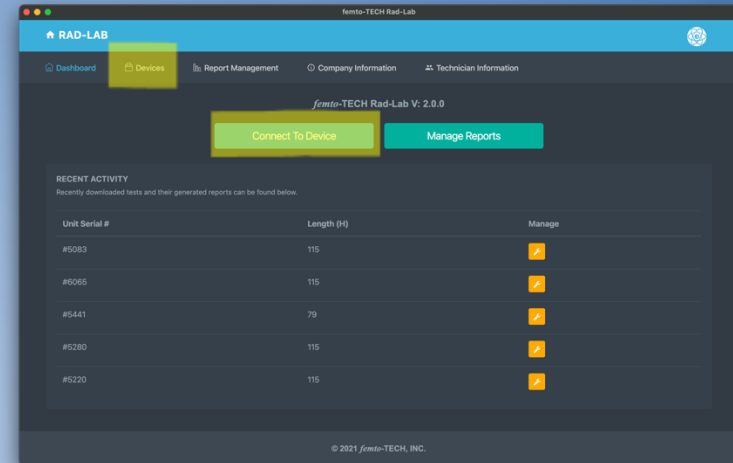 femto-TECH Rad-Lab
RAD-LAB
Dashboard Devices Report Management Company Information Technician Information
femto-TECH Rad-Lab V: 2.0.0
Connect To Device Manage Reports
RECENT ACTIVITY
Recently downloaded tests and their generated reports can be found below.
Unit Serial # Length (H) Manage
#5083 115
#6065 115
#5441 79
#5280 115
#5220 115
© 2021 femto-TECH, INC.